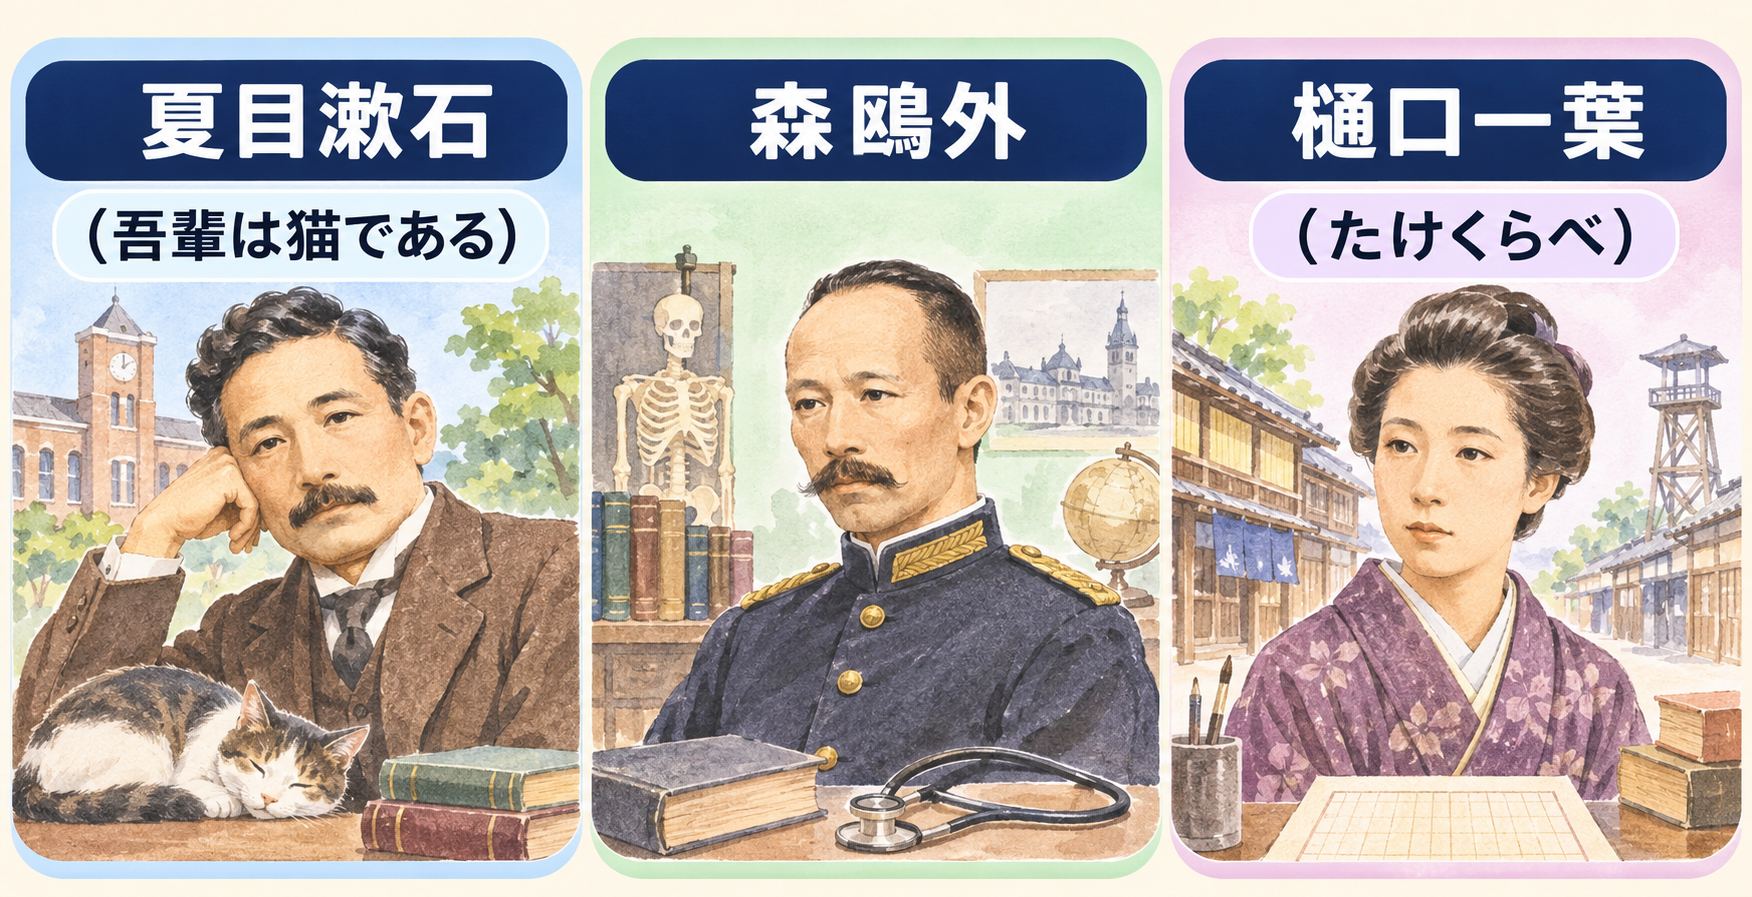 夏目漱石
（吾輩は猫である）
森鷗外
樋口一葉
（たけくらべ）